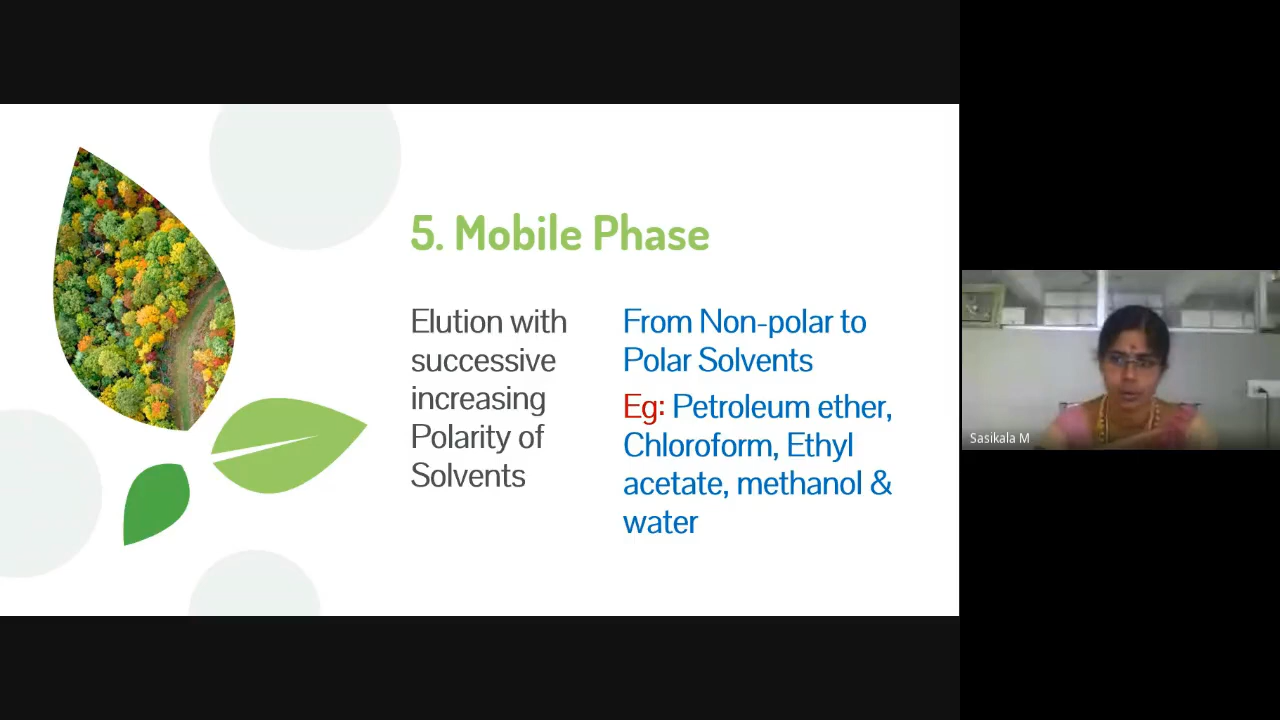 5. Mobile Phase
Elution with
successive
increasing
Polarity of
Solvents
From Non-polar to
Polar Solvents
Eg: Petroleum ether,
Chloroform, Ethyl
acetate, methanol &
water
Sasikala M